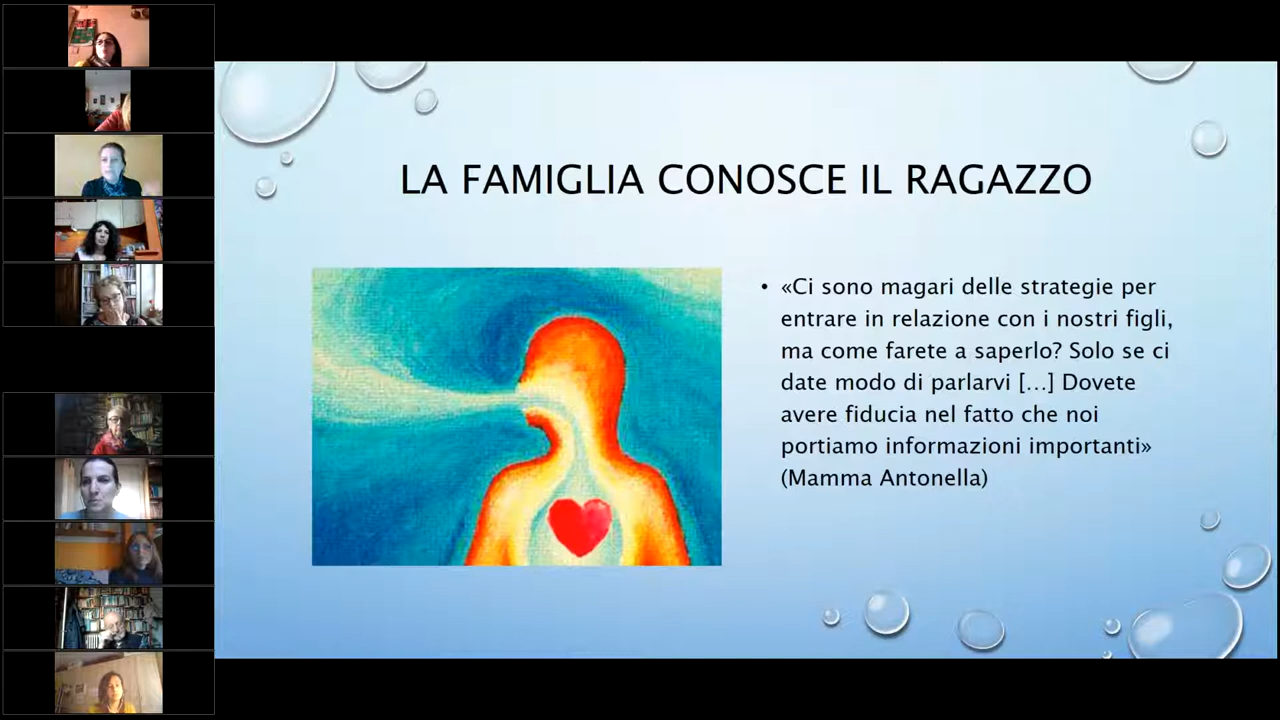 LA FAMIGLIA CONOSCE IL RAGAZZO
• «Ci sono magari delle strategie per
entrare in relazione con i nostri figli,
ma come farete a saperlo? Solo se ci
date modo di parlarvi [...] Dovete
avere fiducia nel fatto che noi
portiamo informazioni importanti»
(Mamma Antonella)